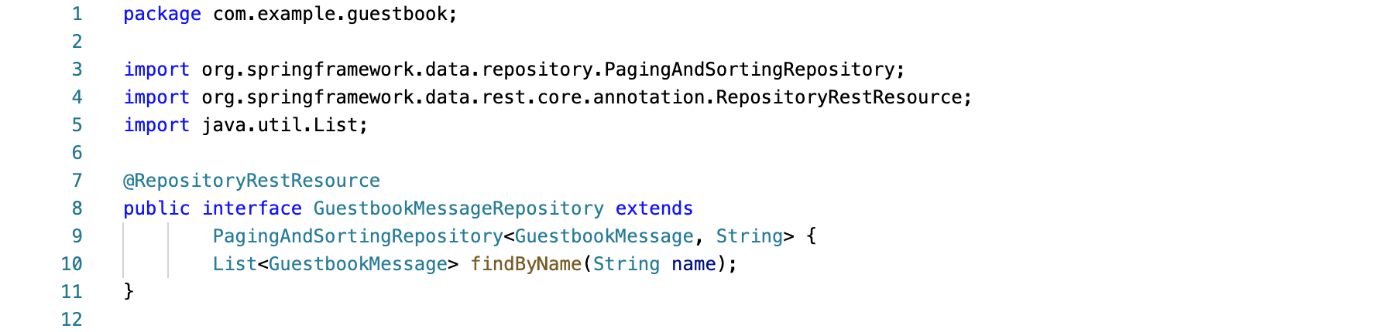 1 package com.example.guestbook;
2
3 import org.springframework.data.repository.PagingAndSortingRepository;
4 import org.springframework.data.rest.core.annotation.RepositoryRestResource;
5 import java.util.List;
6
7 @RepositoryRestResource
8 public interface GuestbookMessageRepository extends
9         PagingAndSortingRepository<GuestbookMessage, String> {
10         List<GuestbookMessage> findByName(String name);
11 }
12